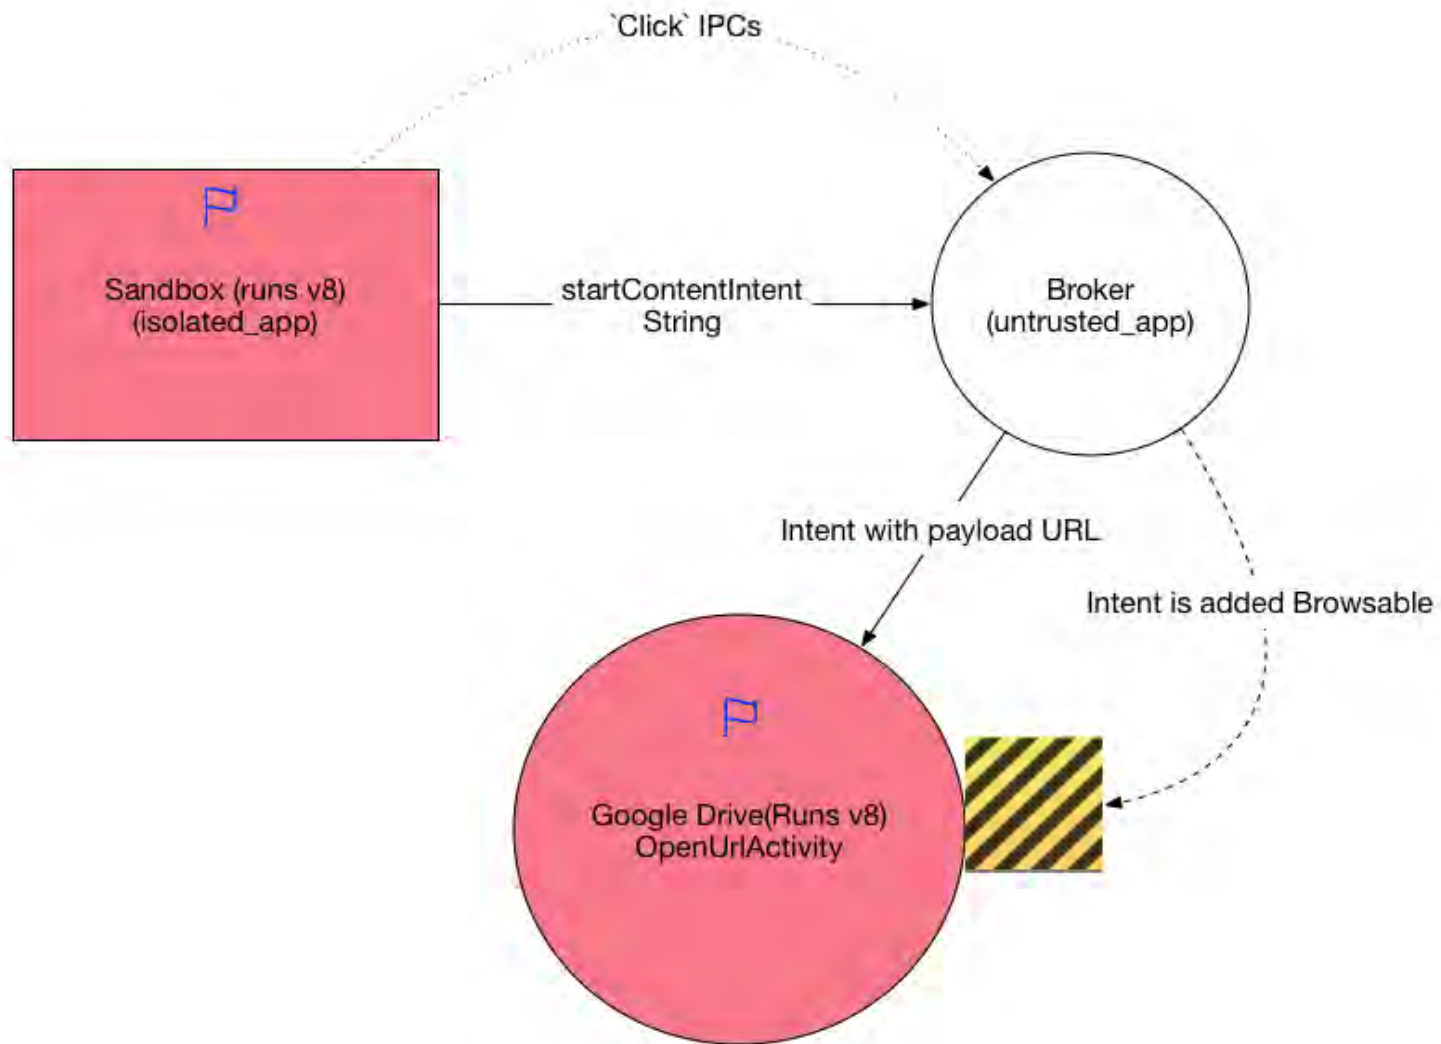 `Click` IPCs
Sandbox (runs v8)
(isolated_app)
startContentIntent
String
Broker
(untrusted_app)
Intent with payload URL
Intent is added Browsable
Google Drive(Runs v8)
OpenUrlActivity